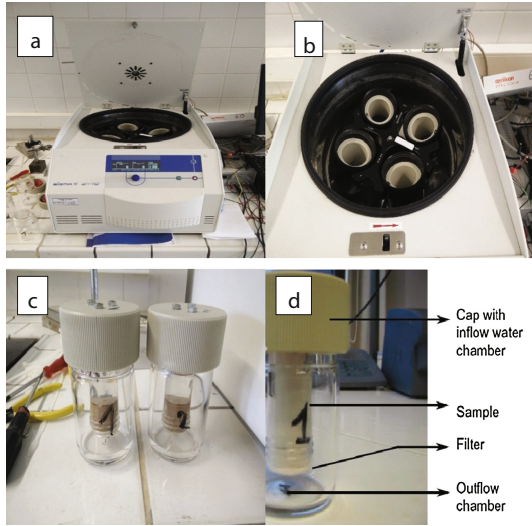 a
b
c
d
1
2
1
Cap with
inflow water
chamber
Sample
Filter
Outflow
chamber